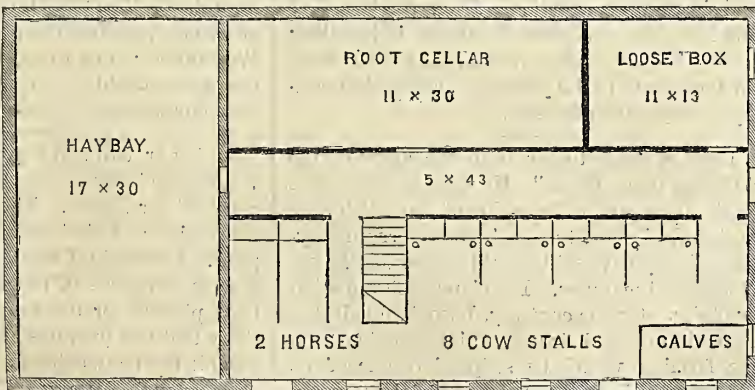 ROOT CELLAR
11 × 30
LOOSE BOX
11 × 13
HAYBAY
17 × 30
5 × 43
2 HORSES
8 COW STALLS
CALVES